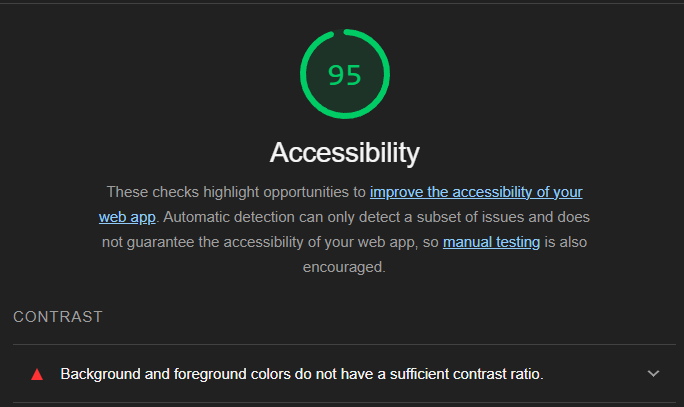 95
Accessibility
These checks highlight opportunities to improve the accessibility of your
web app. Automatic detection can only detect a subset of issues and does
not guarantee the accessibility of your web app, so manual testing is also
encouraged.
CONTRAST
Background and foreground colors do not have a sufficient contrast ratio.